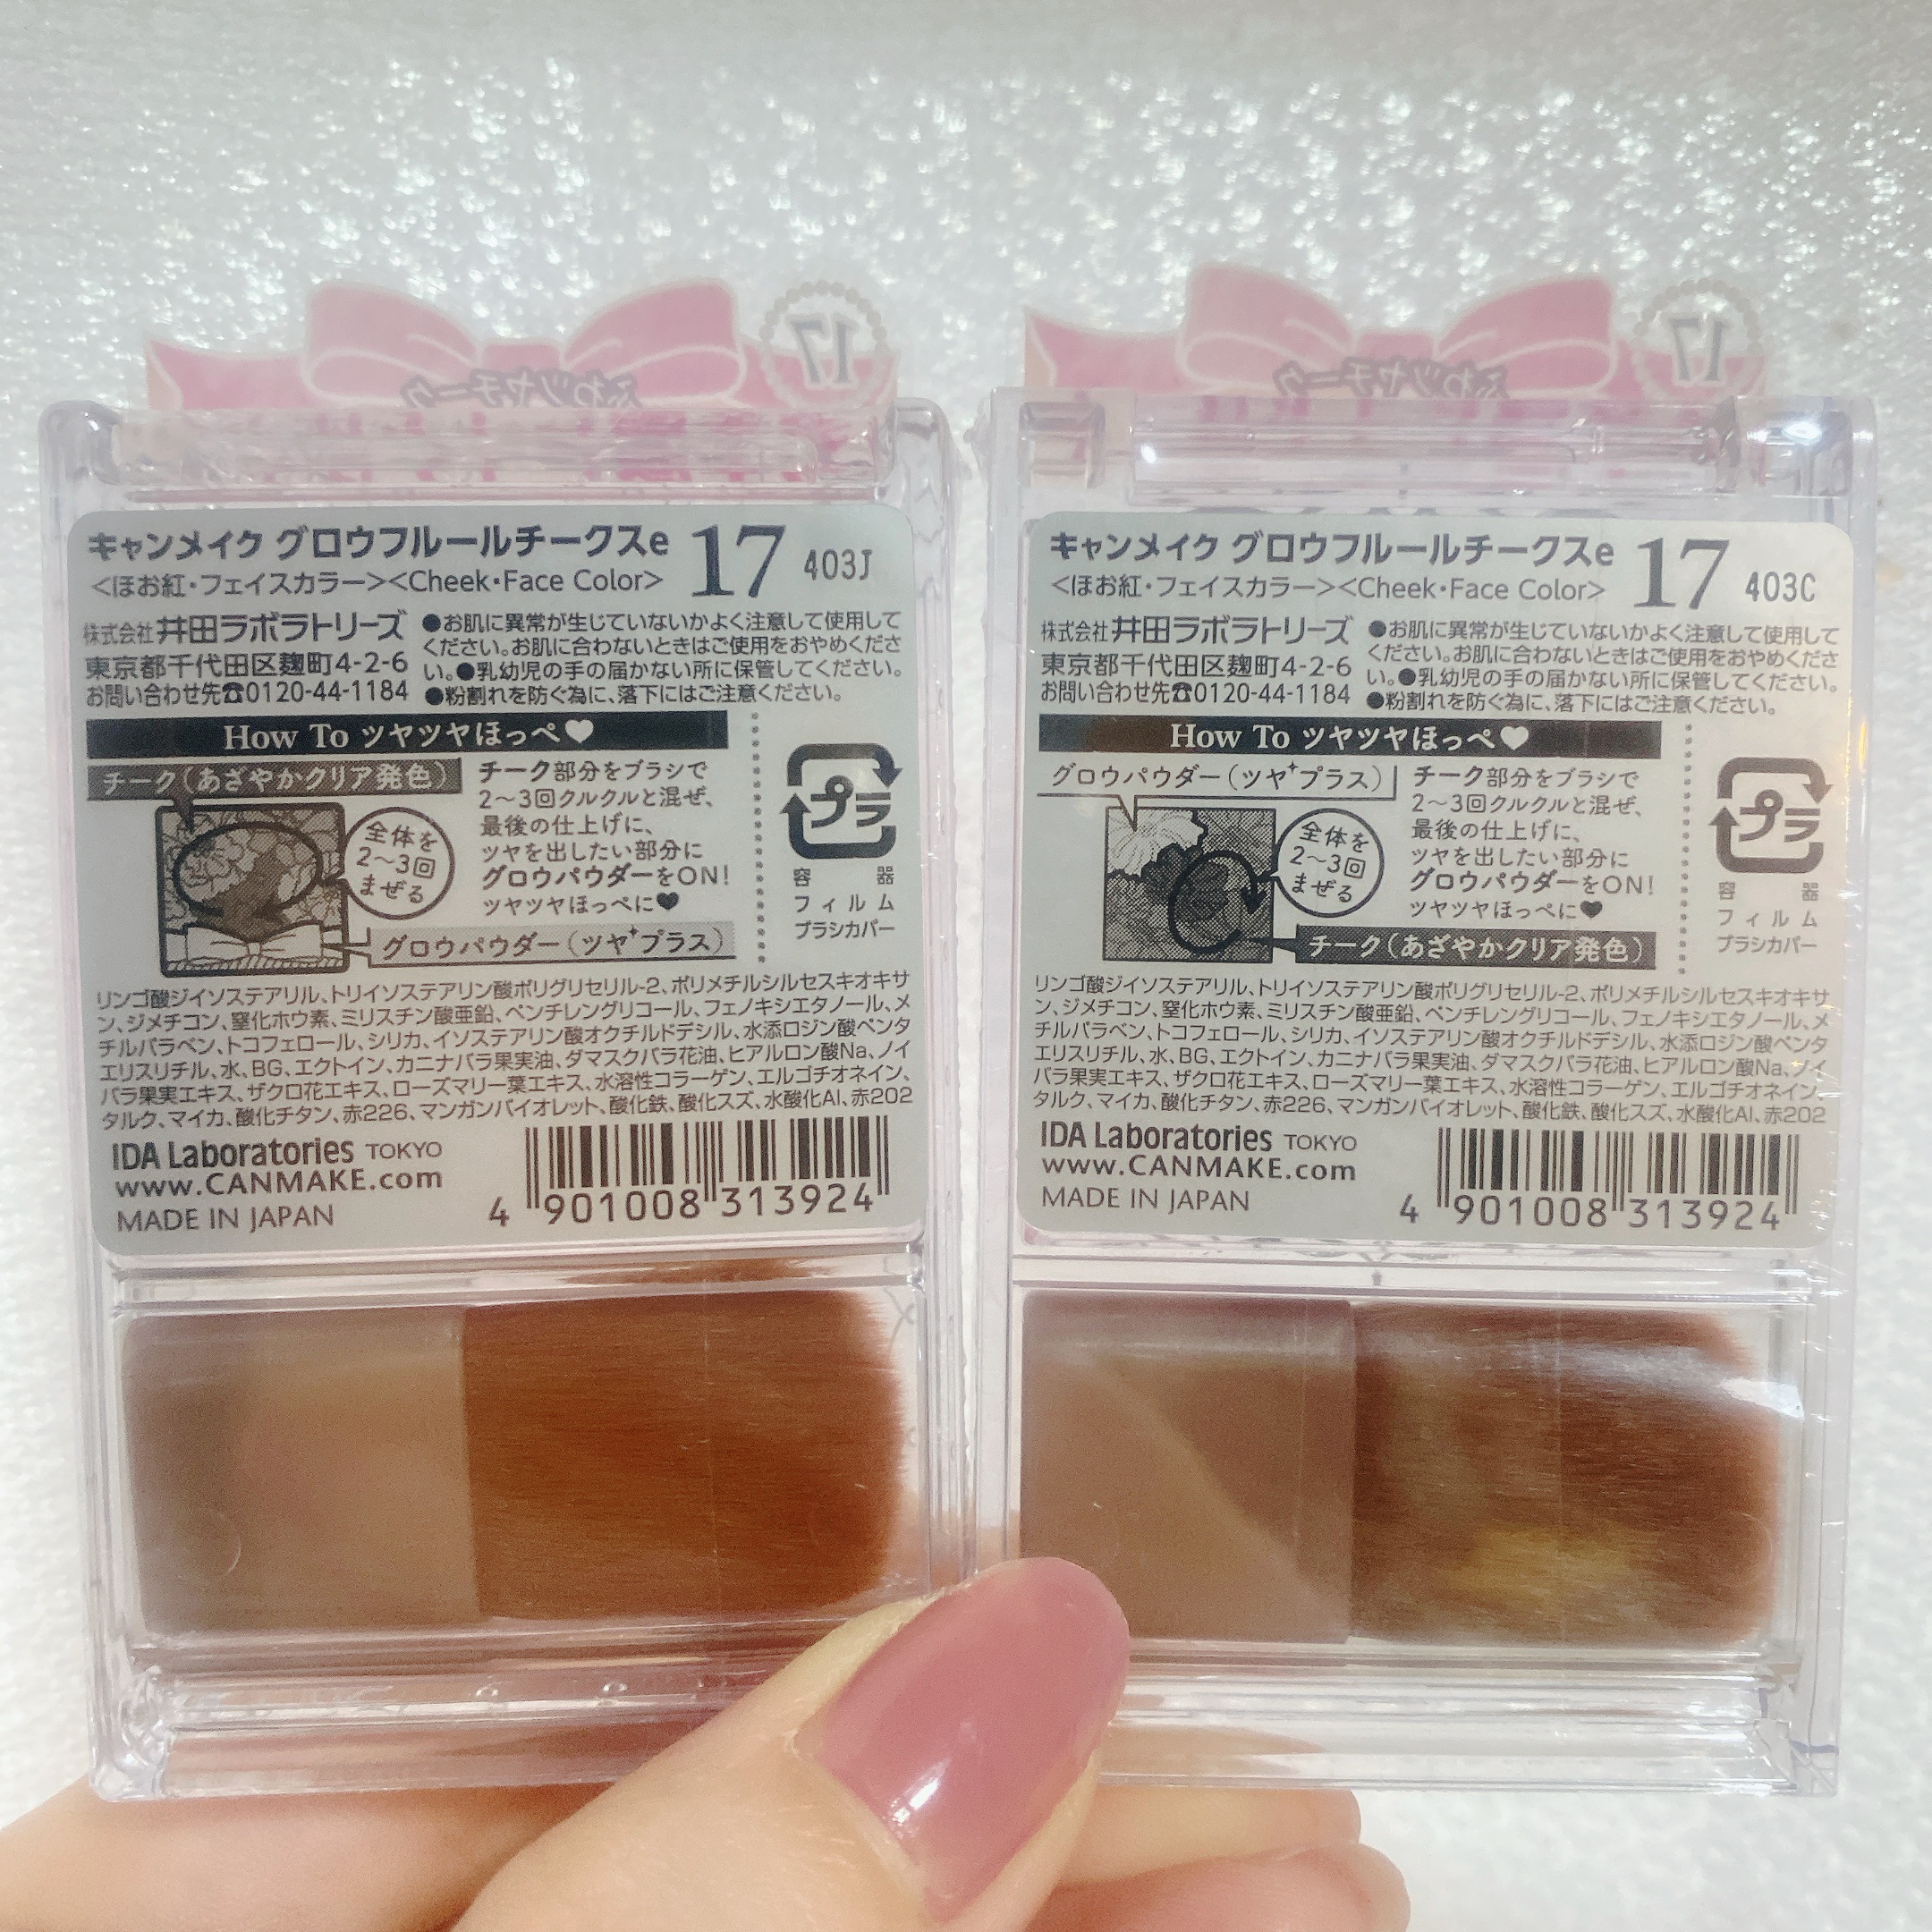 17
ふわツヤチーク
キャンメイク グロウフルールチークスe 17 403J
<ほお紅・フェイスカラー><Cheek・Face Color>
株式会社 井田ラボラトリーズ
東京都千代田区麹町4-2-6
お問い合わせ先☎0120-44-1184
●お肌に異常が生じていないかよく注意して使用して
ください。お肌に合わないときはご使用をおやめくださ
い。●乳幼児の手の届かない所に保管してください。
●粉割れを防ぐ為に、落下にはご注意ください。
How To ツヤツヤほっぺ♥
チーク(あざやかクリア発色)
全体を
2〜3回
まぜる
グロウパウダー(ツヤ+プラス)
チーク部分をブラシで
2〜3回クルクルと混ぜ、
最後の仕上げに、
ツヤを出したい部分に
グロウパウダーをON!
ツヤツヤほっぺに♥
プラ
容器
フィルム
ブラシカバー
リンゴ酸ジイソステアリル、トリイソステアリン酸ポリグリセリル-2、ポリメチルシルセスキオキサ
ン、ジメチコン、窒化ホウ素、ミリスチン酸亜鉛、ペンチレングリコール、フェノキシエタノール、メ
チルパラベン、トコフェロール、シリカ、イソステアリン酸オクチルドデシル、水添ロジン酸ペンタ
エリスリチル、水、BG、エクトイン、カニナバラ果実油、ダマスクバラ花油、ヒアルロン酸Na、ノイ
バラ果実エキス、ザクロ花エキス、ローズマリー葉エキス、水溶性コラーゲン、エルゴチオネイン、
タルク、マイカ、酸化チタン、赤226、マンガンバイオレット、酸化鉄、酸化スズ、水酸化Al、赤202
IDA Laboratories TOKYO
www.CANMAKE.com
MADE IN JAPAN
4 901008 313924
17
ふわツヤチーク
キャンメイク グロウフルールチークスe 17 403C
<ほお紅・フェイスカラー><Cheek・Face Color>
株式会社 井田ラボラトリーズ
東京都千代田区麹町4-2-6
お問い合わせ先☎0120-44-1184
●お肌に異常が生じていないかよく注意して使用して
ください。お肌に合わないときはご使用をおやめくださ
い。●乳幼児の手の届かない所に保管してください。
●粉割れを防ぐ為に、落下にはご注意ください。
How To ツヤツヤほっぺ♥
グロウパウダー(ツヤ+プラス)
全体を
2〜3回
まぜる
チーク(あざやかクリア発色)
チーク部分をブラシで
2〜3回クルクルと混ぜ、
最後の仕上げに、
ツヤを出したい部分に
グロウパウダーをON!
ツヤツヤほっぺに♥
プラ
容器
フィルム
ブラシカバー
リンゴ酸ジイソステアリル、トリイソステアリン酸ポリグリセリル-2、ポリメチルシルセスキオキサ
ン、ジメチコン、窒化ホウ素、ミリスチン酸亜鉛、ペンチレングリコール、フェノキシエタノール、メ
チルパラベン、トコフェロール、シリカ、イソステアリン酸オクチルドデシル、水添ロジン酸ペンタ
エリスリチル、水、BG、エクトイン、カニナバラ果実油、ダマスクバラ花油、ヒアルロン酸Na、ノイ
バラ果実エキス、ザクロ花エキス、ローズマリー葉エキス、水溶性コラーゲン、エルゴチオネイン、
タルク、マイカ、酸化チタン、赤226、マンガンバイオレット、酸化鉄、酸化スズ、水酸化Al、赤202
IDA Laboratories TOKYO
www.CANMAKE.com
MADE IN JAPAN
4 901008 313924